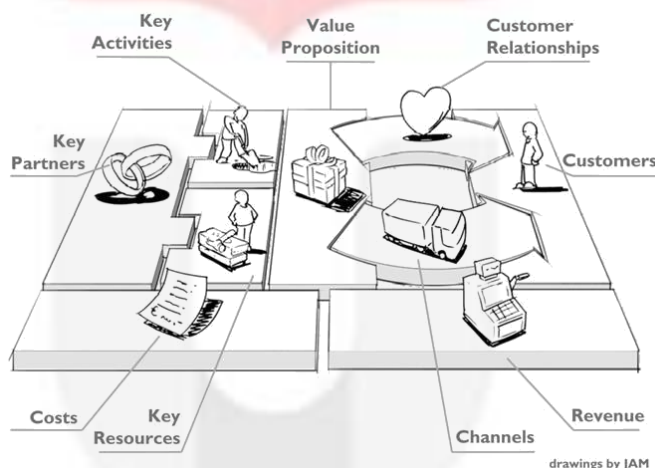 Key
Activities
Value
Proposition
Customer
Relationships
Key
Partners
Customers
Costs
Key
Resources
Channels
Revenue
drawings by JAM